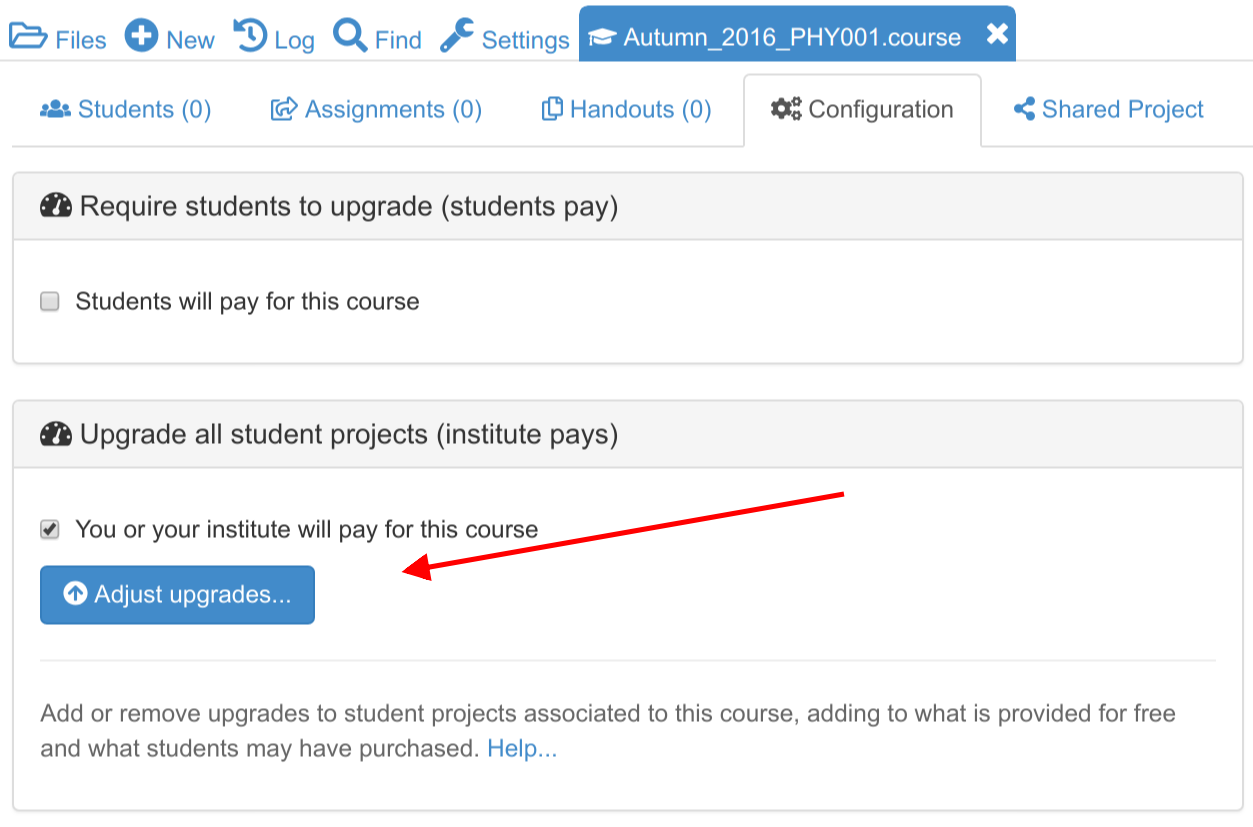 Files New Log Find Settings Autumn_2016_PHY001.course
Students (0) Assignments (0) Handouts (0) Configuration Shared Project
Require students to upgrade (students pay)
Students will pay for this course
Upgrade all student projects (institute pays)
You or your institute will pay for this course
Adjust upgrades...
Add or remove upgrades to student projects associated to this course, adding to what is provided for free
and what students may have purchased. Help...